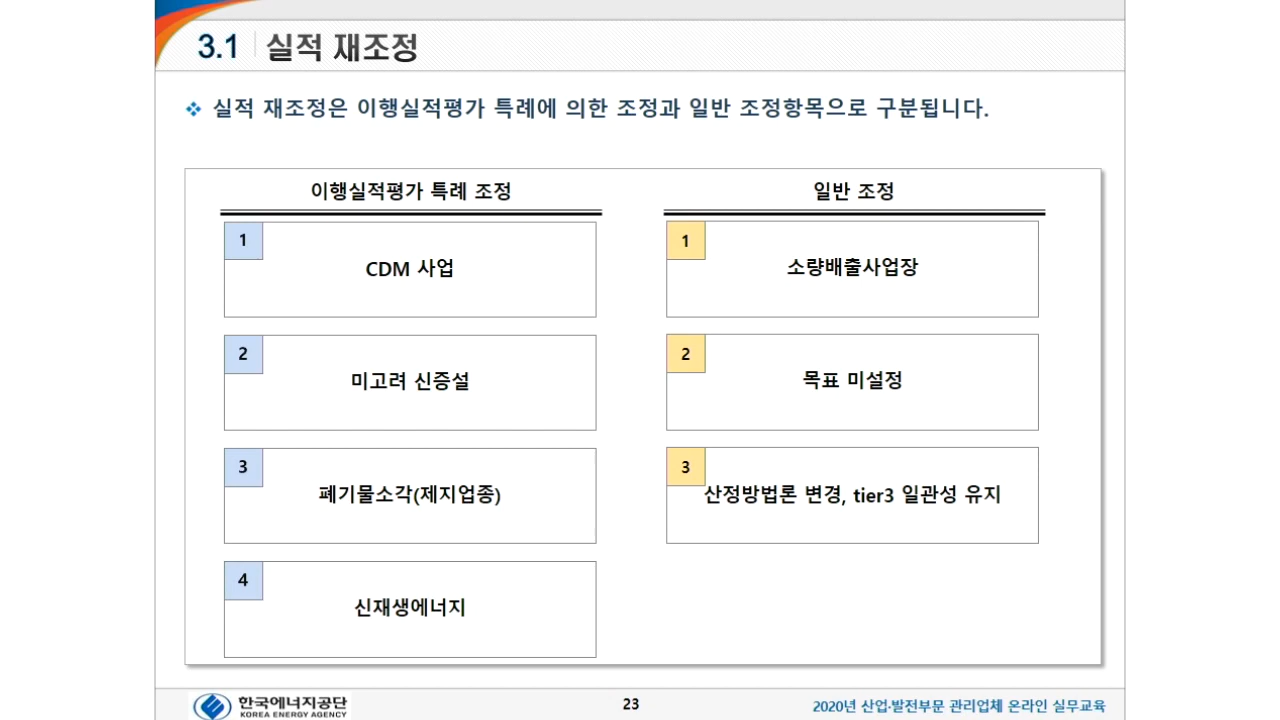 3.1 실적 재조정
실적 재조정은 이행실적평가 특례에 의한 조정과 일반 조정항목으로 구분됩니다.
이행실적평가 특례 조정
1
CDM 사업
2
미고려 신증설
3
폐기물소각(제지업종)
4
신재생에너지
일반 조정
1
소량배출사업장
2
목표 미설정
3
산정방법론 변경, tier3 일관성 유지
한국에너지공단
KOREA ENERGY AGENCY
23
2020년 산업·발전부문 관리업체 온라인 실무교육